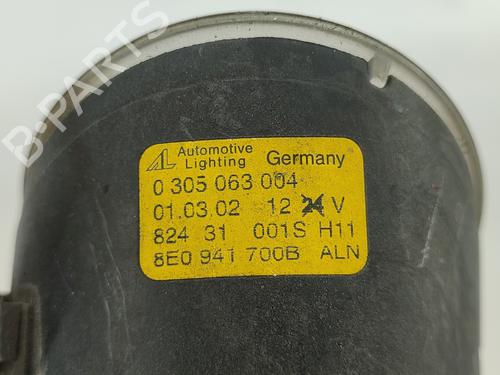 B-PARTS
AL Automotive Lighting Germany
0 305 063 004
01.03.02 12 24 V
824 31 001S H11
8E0 941 700B ALN